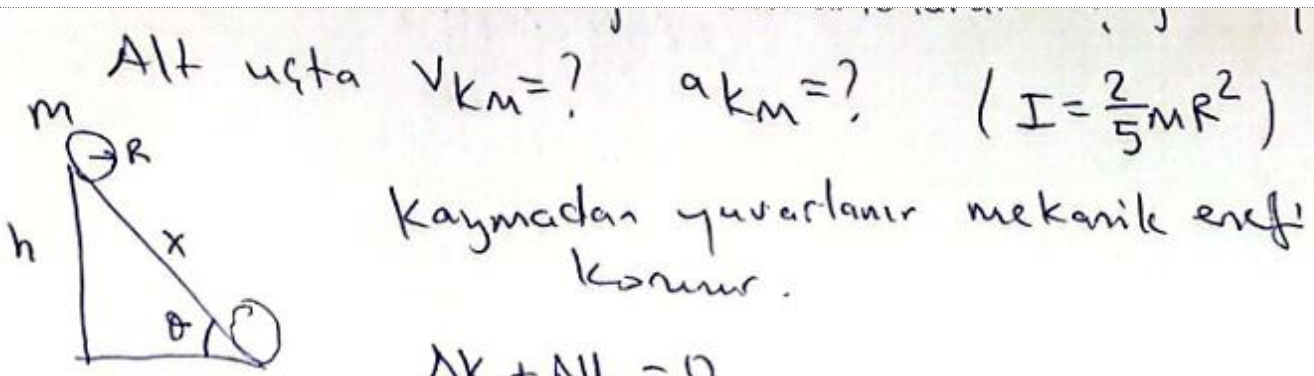 Alt uçta V_KM=? a_KM=? (I=2/5 MR²)
m
R
h
x
θ
Kaymadan yuvarlanır mekanik enerji
korunur.
ΔK + ΔU = 0